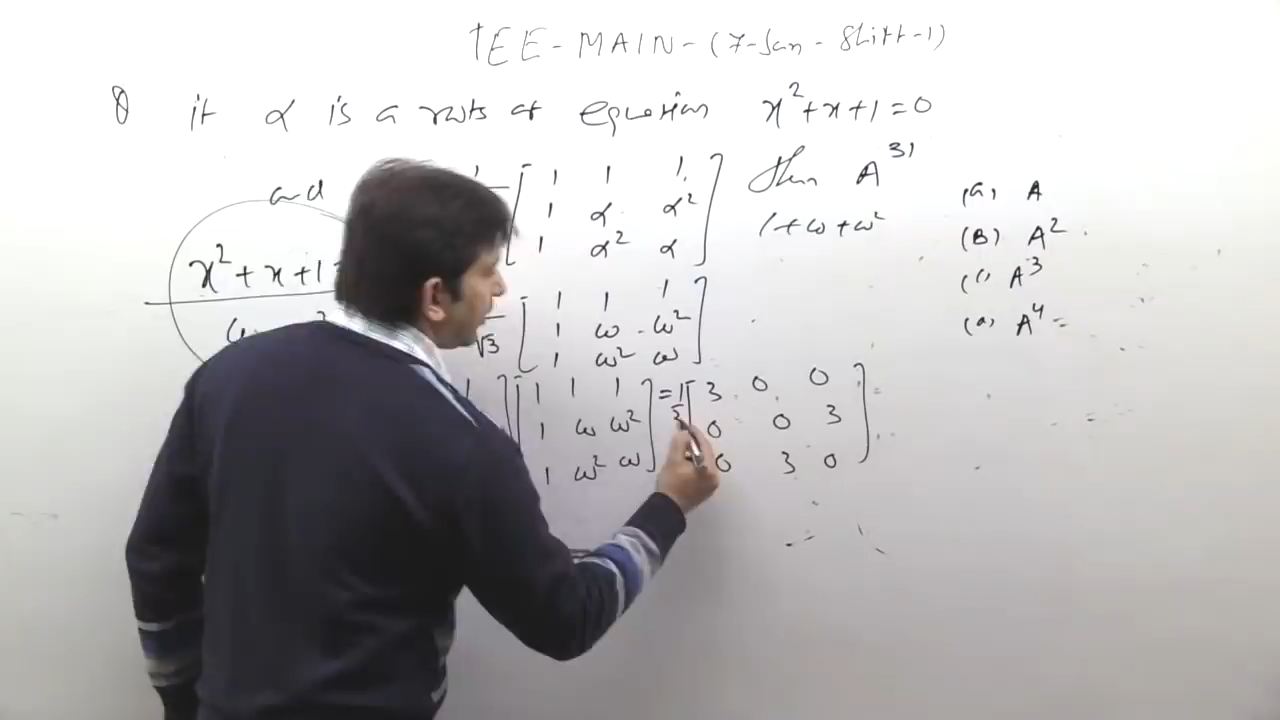 JEE-MAIN-(7-Jan-Shift-1)
Q if α is a roots of equation x²+x+1=0
and [1 1 1 then A³¹ (a) A
1 α α² 1+ω+ω² (B) A²
1 α² α] (c) A³
x²+x+1 (d) A⁴ =
√3 [1 1 1
1 ω ω²
1 ω² ω]
[1 1 1 = 1 [3 0 0
1 ω ω² 3 0 0 3
1 ω² ω] 0 3 0]